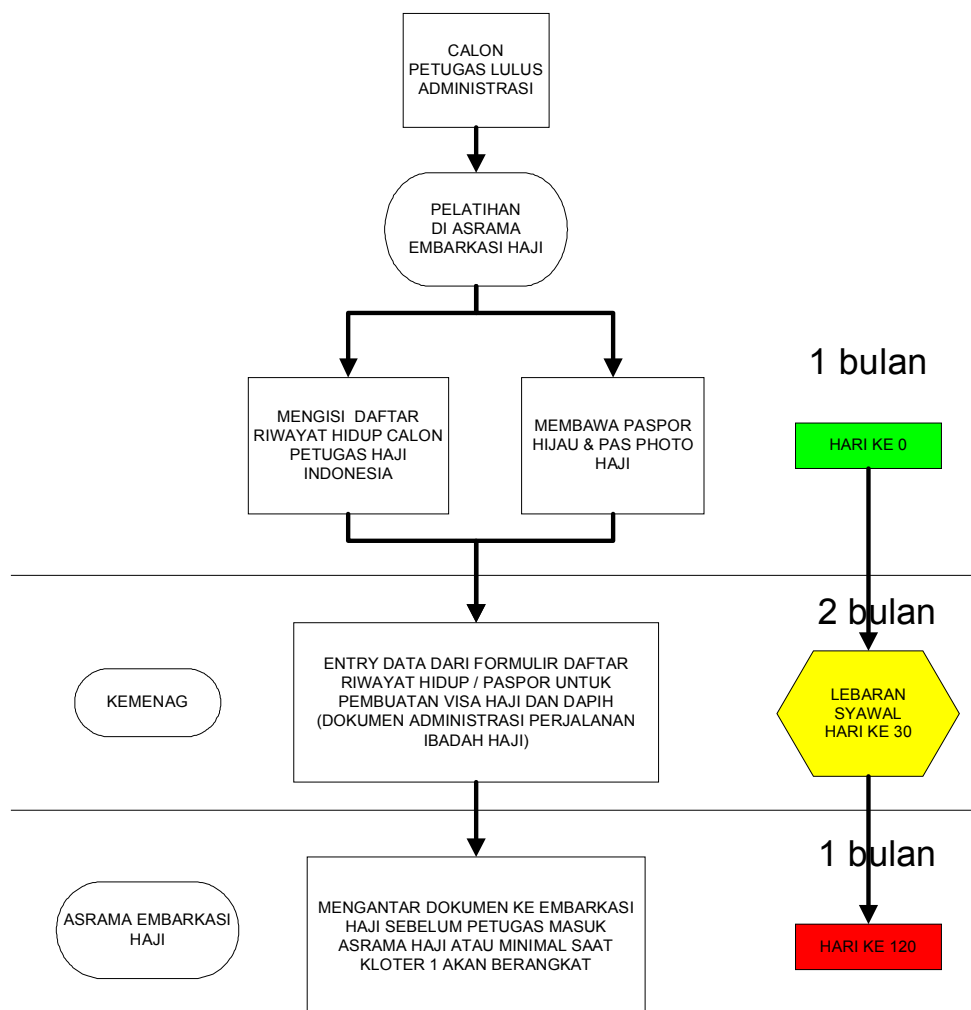 CALON
PETUGAS LULUS
ADMINISTRASI
PELATIHAN
DI ASRAMA
EMBARKASI HAJI
1 bulan
MENGISI DAFTAR
RIWAYAT HIDUP CALON
PETUGAS HAJI
INDONESIA
MEMBAWA PASPOR
HIJAU & PAS PHOTO
HAJI
HARI KE 0
2 bulan
KEMENAG
ENTRY DATA DARI FORMULIR DAFTAR
RIWAYAT HIDUP / PASPOR UNTUK
PEMBUATAN VISA HAJI DAN DAPIH
(DOKUMEN ADMINISTRASI PERJALANAN
IBADAH HAJI)
LEBARAN
SYAWAL
HARI KE 30
1 bulan
ASRAMA EMBARKASI
HAJI
MENGANTAR DOKUMEN KE EMBARKASI
HAJI SEBELUM PETUGAS MASUK
ASRAMA HAJI ATAU MINIMAL SAAT
KLOTER 1 AKAN BERANGKAT
HARI KE 120